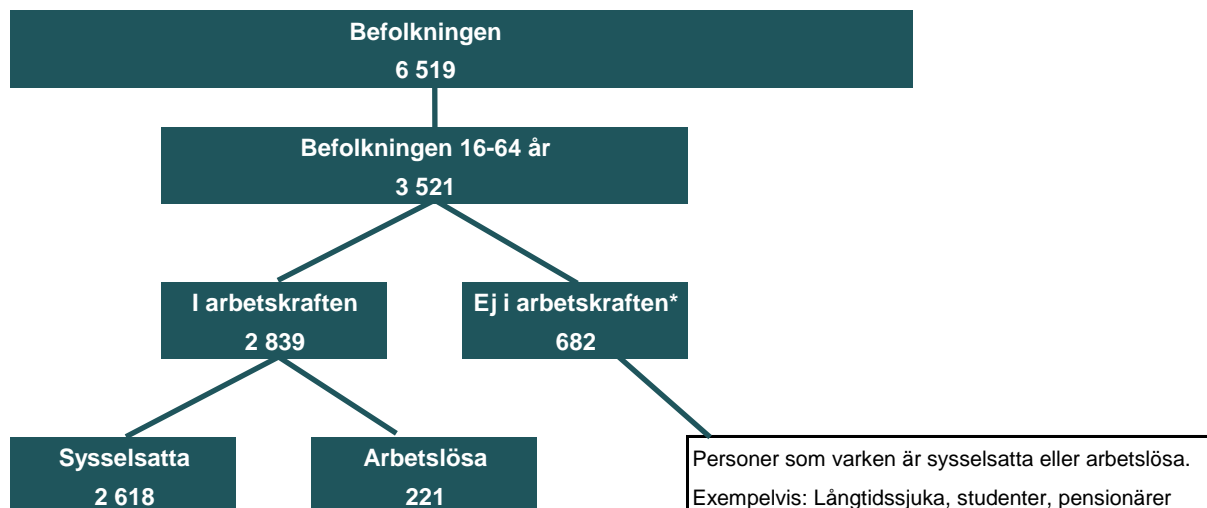 Befolkningen
6 519
Befolkningen 16-64 år
3 521
I arbetskraften
2 839
Ej i arbetskraften*
682
Sysselsatta
2 618
Arbetslösa
221
Personer som varken är sysselsatta eller arbetslösa.
Exempelvis: Långtidssjuka, studenter, pensionärer